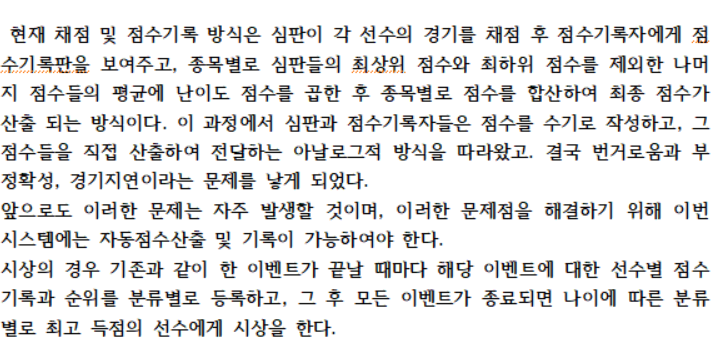 현재 채점 및 점수기록 방식은 심판이 각 선수의 경기를 채점 후 점수기록자에게 점
수기록판을 보여주고, 종목별로 심판들의 최상위 점수와 최하위 점수를 제외한 나머
지 점수들의 평균에 난이도 점수를 곱한 후 종목별로 점수를 합산하여 최종 점수가
산출 되는 방식이다. 이 과정에서 심판과 점수기록자들은 점수를 수기로 작성하고, 그
점수들을 직접 산출하여 전달하는 아날로그적 방식을 따라왔고. 결국 번거로움과 부
정확성, 경기지연이라는 문제를 낳게 되었다.
앞으로도 이러한 문제는 자주 발생할 것이며, 이러한 문제점을 해결하기 위해 이번
시스템에는 자동점수산출 및 기록이 가능하여야 한다.
시상의 경우 기존과 같이 한 이벤트가 끝날 때마다 해당 이벤트에 대한 선수별 점수
기록과 순위를 분류별로 등록하고, 그 후 모든 이벤트가 종료되면 나이에 따른 분류
별로 최고 득점의 선수에게 시상을 한다.